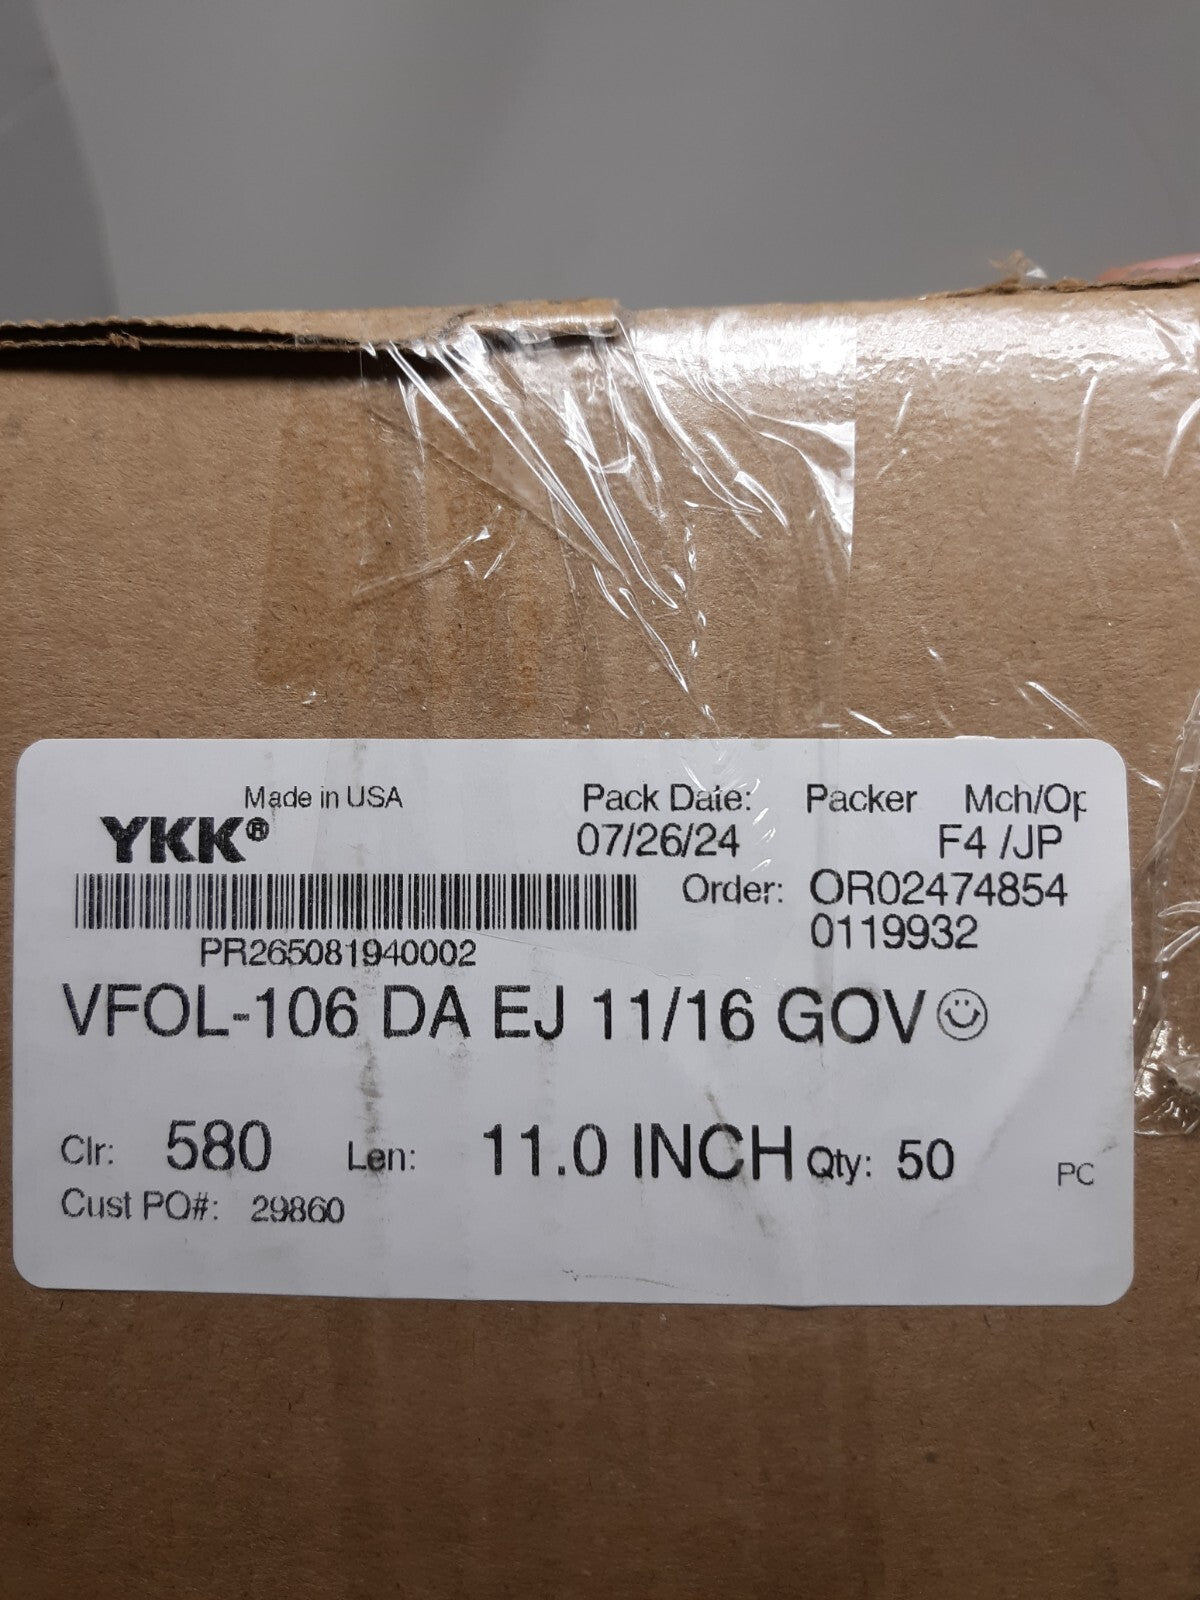 Made in USA
YKK®
Pack Date: Packer Mch/Op
07/26/24 F4 /JP
Order: OR02474854
0119932
PR265081940002
VFOL-106 DA EJ 11/16 GOV
Clr: 580 Len: 11.0 INCH Qty: 50 PC
Cust PO#: 29860